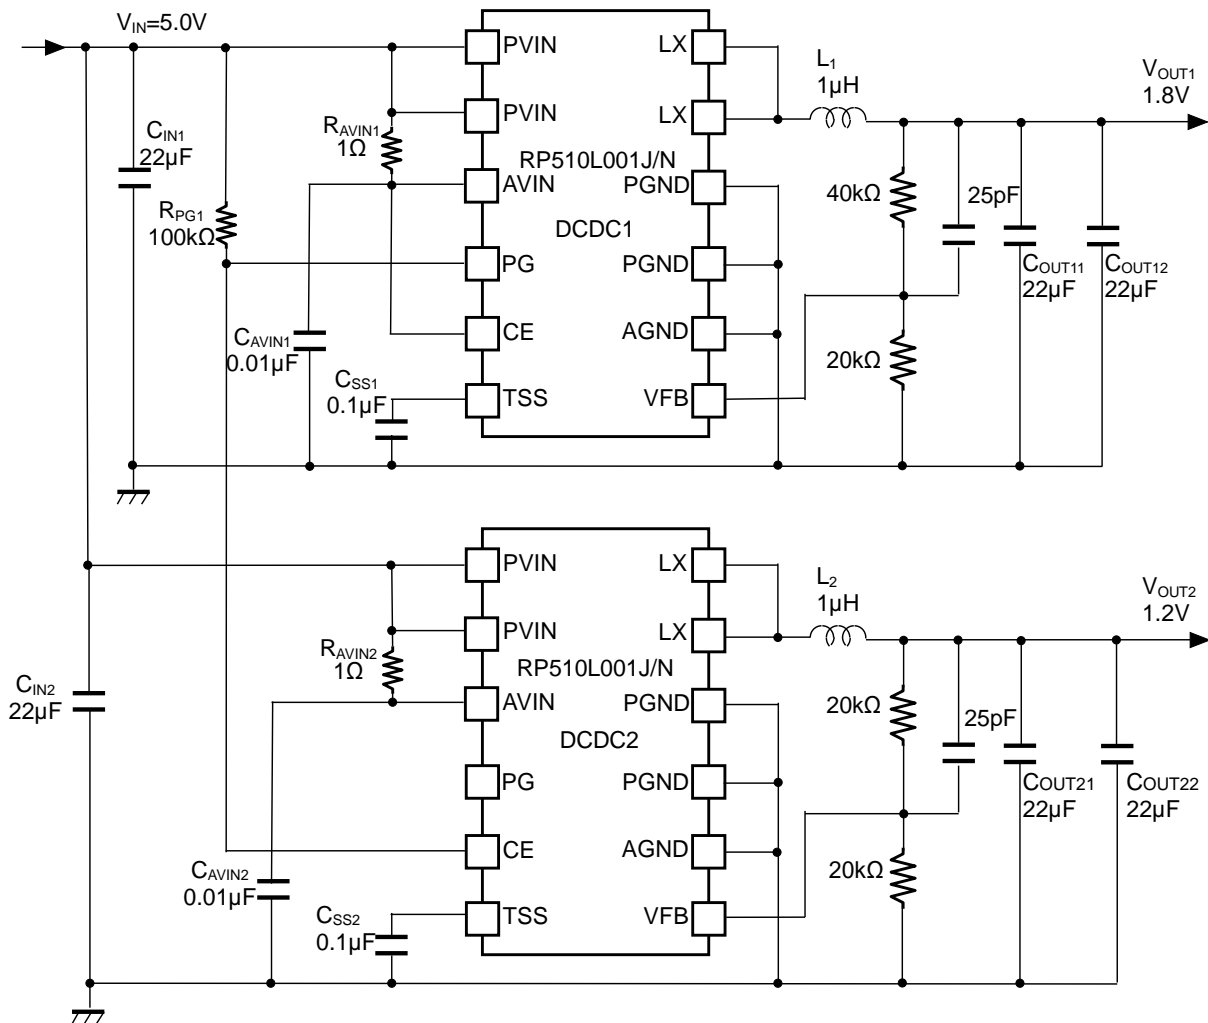 VIN=5.0V
PVIN
LX
L1
1µH
VOUT1
1.8V
CIN1
22µF
RAVIN1
1Ω
PVIN
LX
RP510L001J/N
AVIN
PGND
40kΩ
25pF
RPG1
100kΩ
DCDC1
PG
PGND
COUT11
22µF
COUT12
22µF
CAVIN1
0.01µF
CE
AGND
20kΩ
CSS1
0.1µF
TSS
VFB
PVIN
LX
L2
1µH
VOUT2
1.2V
RAVIN2
1Ω
PVIN
LX
RP510L001J/N
CIN2
22µF
AVIN
PGND
20kΩ
25pF
DCDC2
PG
PGND
COUT21
22µF
COUT22
22µF
CAVIN2
0.01µF
CE
AGND
20kΩ
CSS2
0.1µF
TSS
VFB